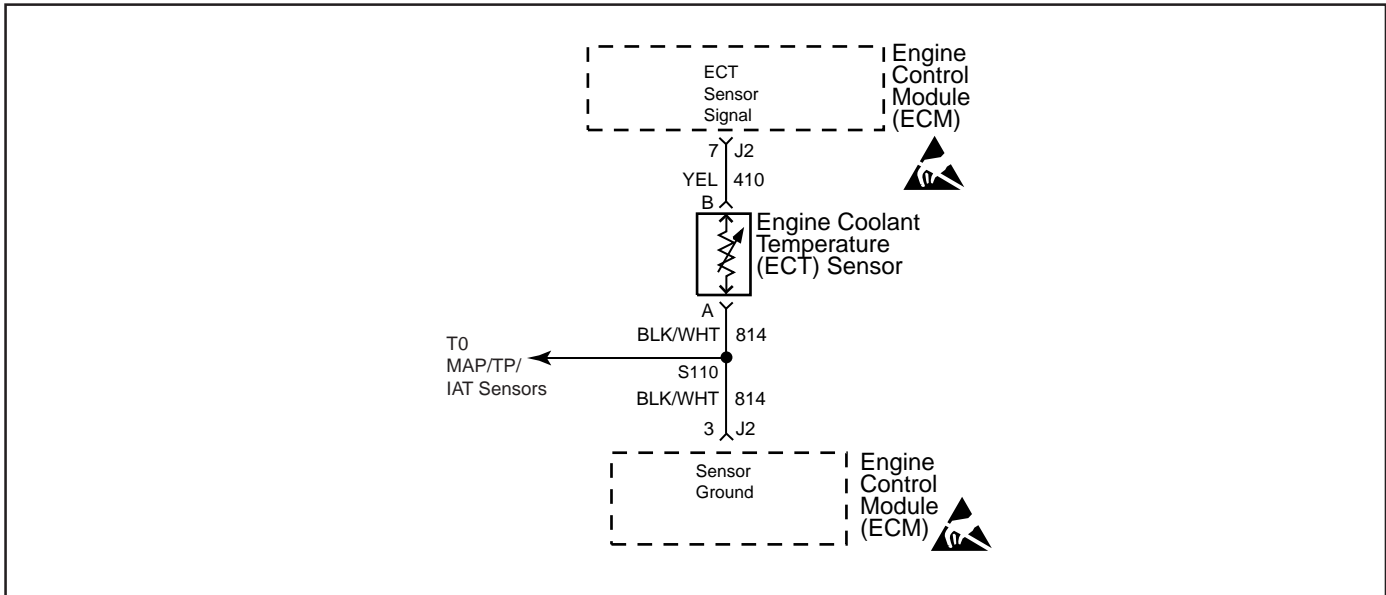 ECT
Sensor
Signal
Engine
Control
Module
(ECM)
7 J2
YEL 410
B
Engine Coolant
Temperature
(ECT) Sensor
A
BLK/WHT 814
T0
MAP/TP/
IAT Sensors
S110
BLK/WHT 814
3 J2
Sensor
Ground
Engine
Control
Module
(ECM)